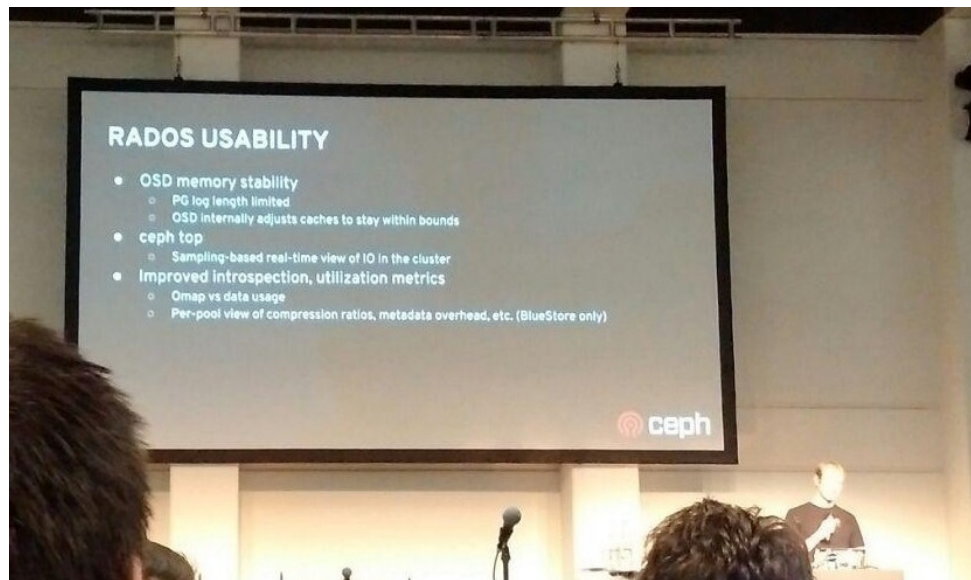 RADOS USABILITY
● OSD memory stability
○ PG log length limited
○ OSD internally adjusts caches to stay within bounds
● ceph top
○ Sampling-based real-time view of IO in the cluster
● Improved introspection, utilization metrics
○ Omap vs data usage
○ Per-pool view of compression ratios, metadata overhead, etc. (BlueStore only)
ceph